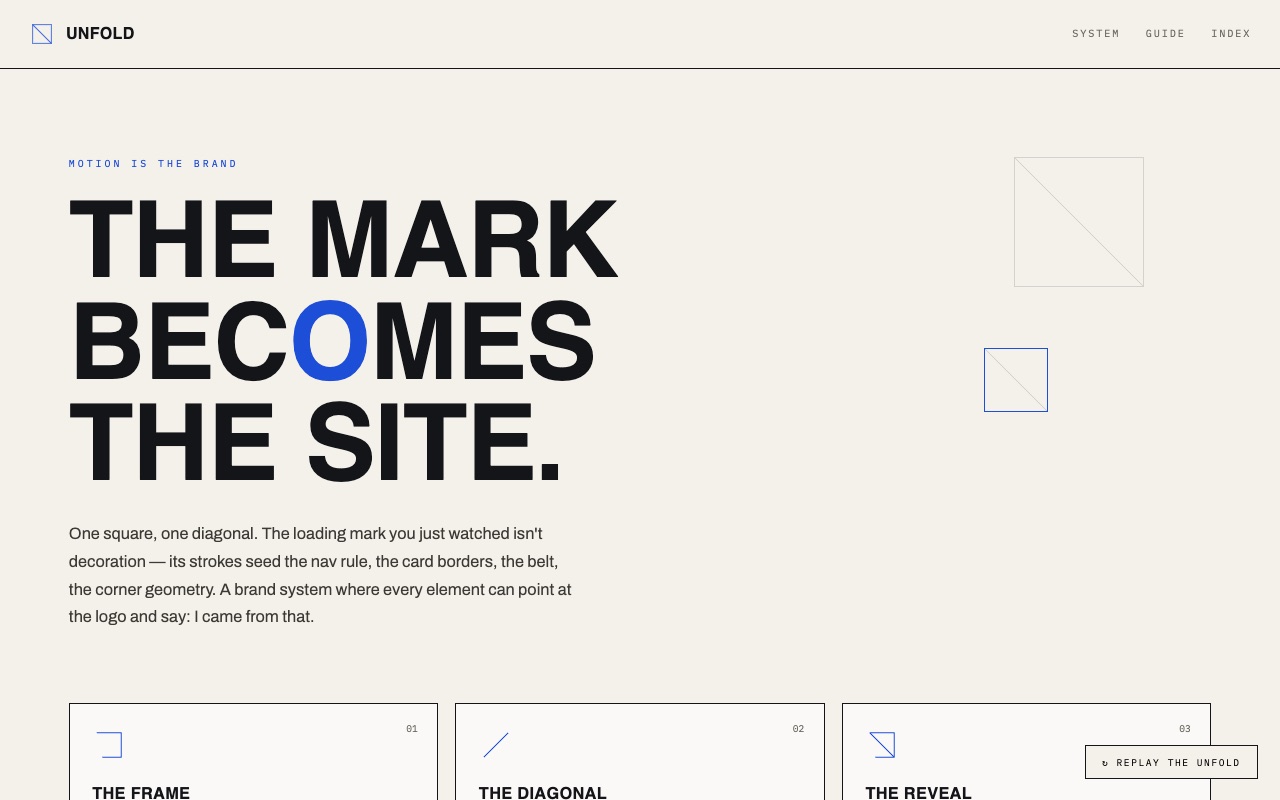 UNFOLD
SYSTEM GUIDE INDEX
MOTION IS THE BRAND
THE MARK
BECOMES
THE SITE.
One square, one diagonal. The loading mark you just watched isn't
decoration — its strokes seed the nav rule, the card borders, the belt,
the corner geometry. A brand system where every element can point at
the logo and say: I came from that.
01
THE FRAME
02
THE DIAGONAL
03
THE REVEAL
↻ REPLAY THE UNFOLD